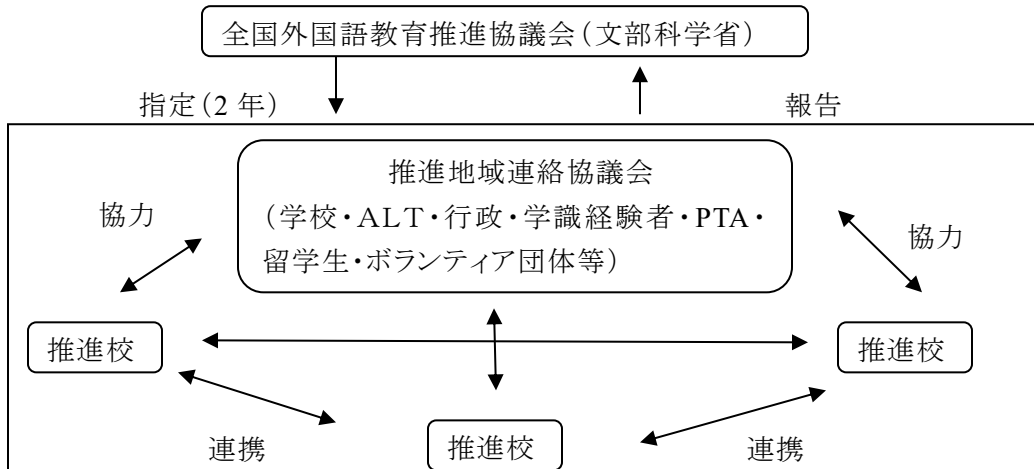 全国外国語教育推進協議会(文部科学省)
指定(2 年)
報告
推進地域連絡協議会
(学校・ALT・行政・学識経験者・PTA・
留学生・ボランティア団体等)
協力
協力
推進校
推進校
推進校
連携
連携